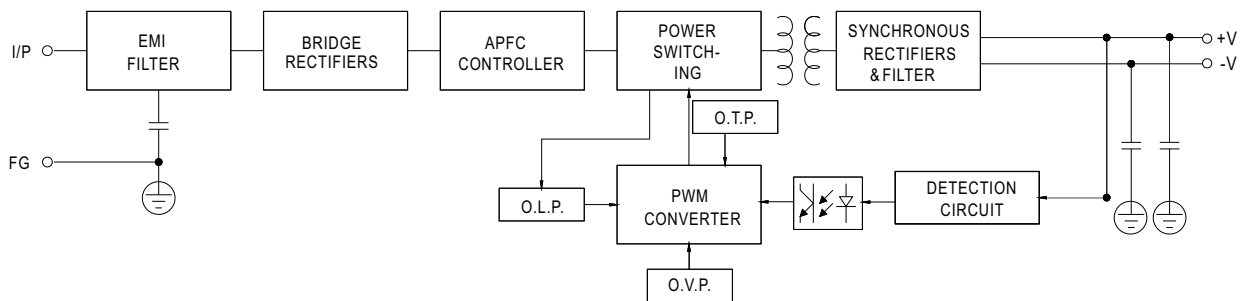 I/P
EMI
FILTER
BRIDGE
RECTIFIERS
APFC
CONTROLLER
POWER
SWITCH-
ING
SYNCHRONOUS
RECTIFIERS
&FILTER
+V
-V
O.T.P.
FG
O.L.P.
PWM
CONVERTER
DETECTION
CIRCUIT
O.V.P.